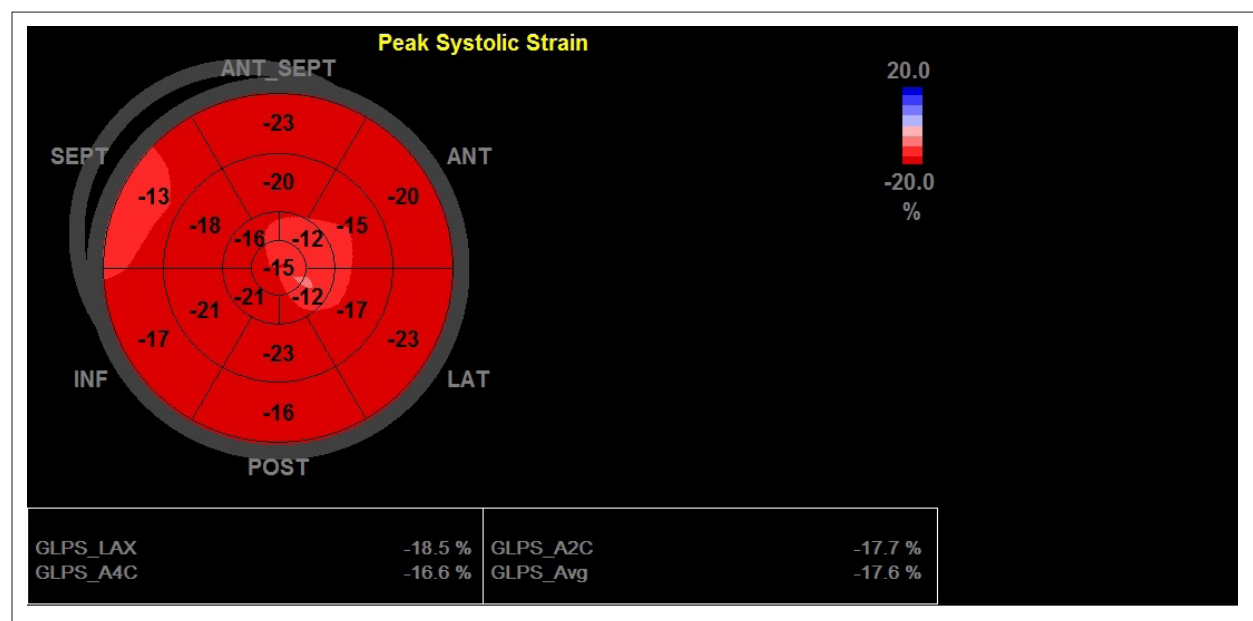 Peak Systolic Strain
ANT_SEPT
20.0
-23
SEPT
ANT
-20.0
-20
-13
-20
%
-18
-15
-16
-12
-15
-21
-12
-21
-17
-17
-23
-23
INF
LAT
-16
POST
GLPS_LAX -18.5 % GLPS_A2C -17.7 %
GLPS_A4C -16.6 % GLPS_Avg -17.6 %